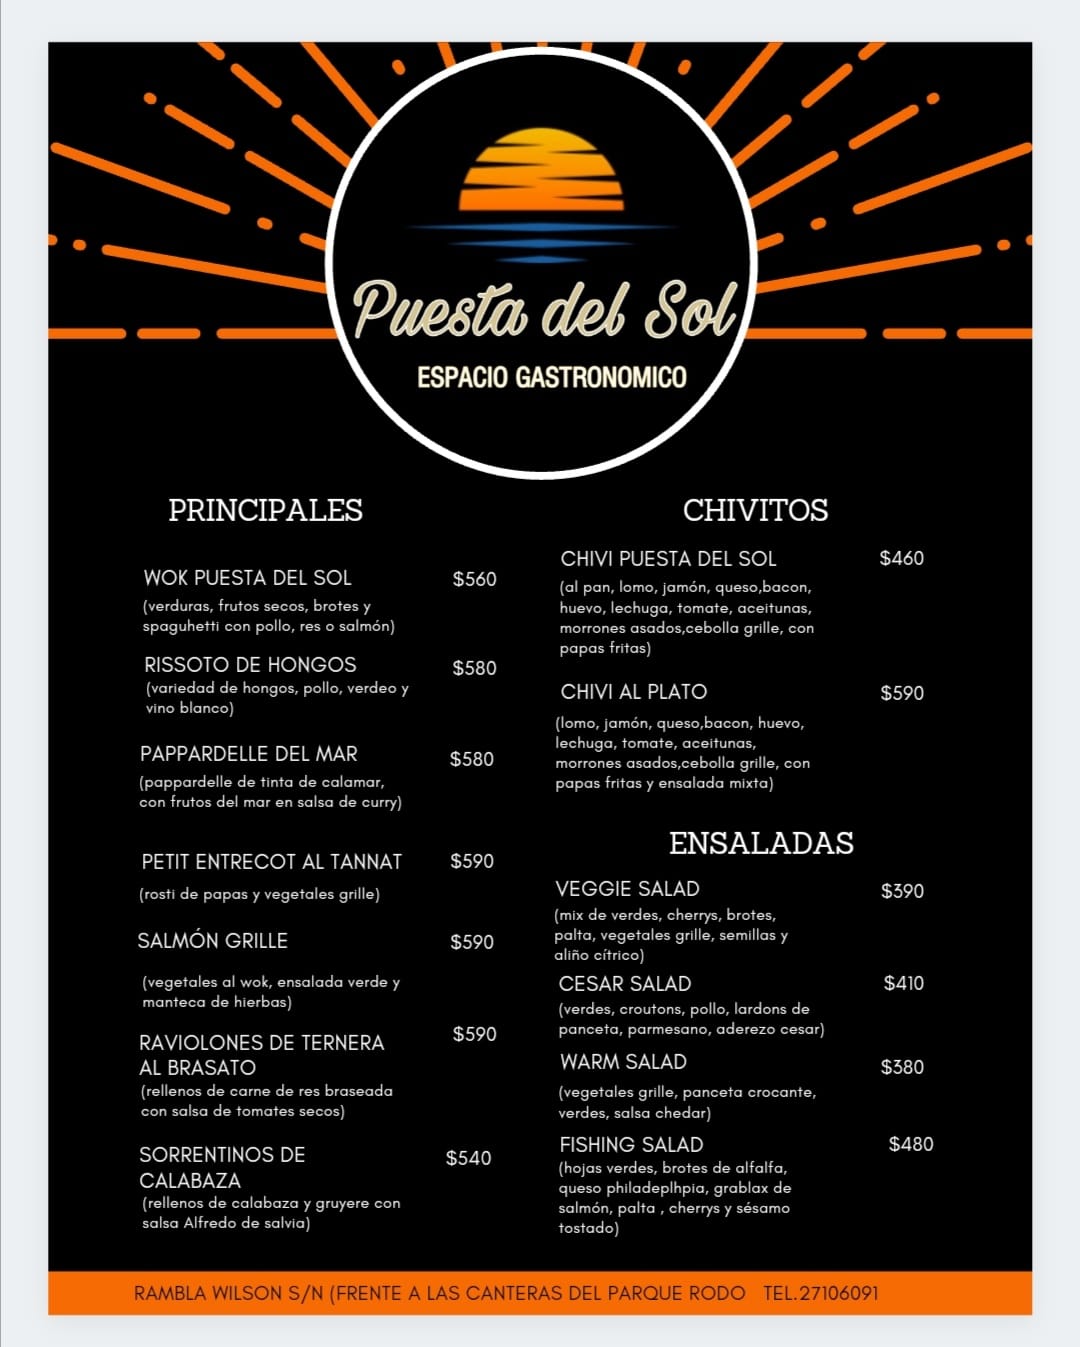 Puesta del Sol
ESPACIO GASTRONOMICO
PRINCIPALES
WOK PUESTA DEL SOL $560
(verduras, frutos secos, brotes y
spaguhetti con pollo, res o salmón)
RISSOTO DE HONGOS $580
(variedad de hongos, pollo, verdeo y
vino blanco)
PAPPARDELLE DEL MAR $580
(pappardelle de tinta de calamar,
con frutos del mar en salsa de curry)
PETIT ENTRECOT AL TANNAT $590
(rosti de papas y vegetales grille)
SALMÓN GRILLE $590
(vegetales al wok, ensalada verde y
manteca de hierbas)
RAVIOLONES DE TERNERA $590
AL BRASATO
(rellenos de carne de res braseada
con salsa de tomates secos)
SORRENTINOS DE $540
CALABAZA
(rellenos de calabaza y gruyere con
salsa Alfredo de salvia)
CHIVITOS
CHIVI PUESTA DEL SOL $460
(al pan, lomo, jamón, queso,bacon,
huevo, lechuga, tomate, aceitunas,
morrones asados,cebolla grille, con
papas fritas)
CHIVI AL PLATO $590
(lomo, jamón, queso,bacon, huevo,
lechuga, tomate, aceitunas,
morrones asados,cebolla grille, con
papas fritas y ensalada mixta)
ENSALADAS
VEGGIE SALAD $390
(mix de verdes, cherrys, brotes,
palta, vegetales grille, semillas y
aliño cítrico)
CESAR SALAD $410
(verdes, croutons, pollo, lardons de
panceta, parmesano, aderezo cesar)
WARM SALAD $380
(vegetales grille, panceta crocante,
verdes, salsa chedar)
FISHING SALAD $480
(hojas verdes, brotes de alfalfa,
queso philadeplhpia, grablax de
salmón, palta , cherrys y sésamo
tostado)
RAMBLA WILSON S/N (FRENTE A LAS CANTERAS DEL PARQUE RODO TEL.27106091